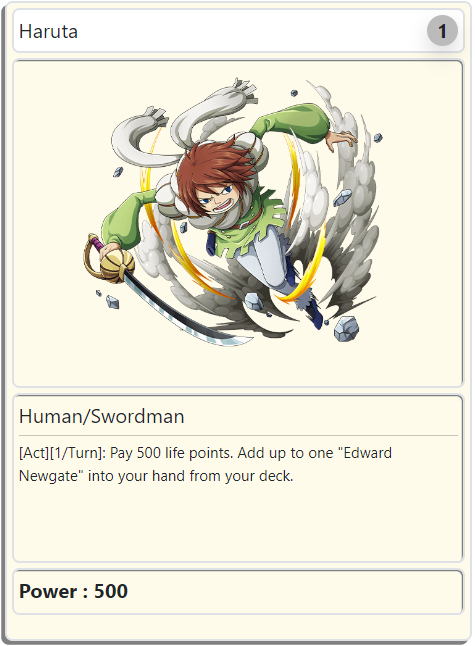 Haruta
1
Human/Swordman
[Act][1/Turn]: Pay 500 life points. Add up to one "Edward
Newgate" into your hand from your deck.
Power : 500